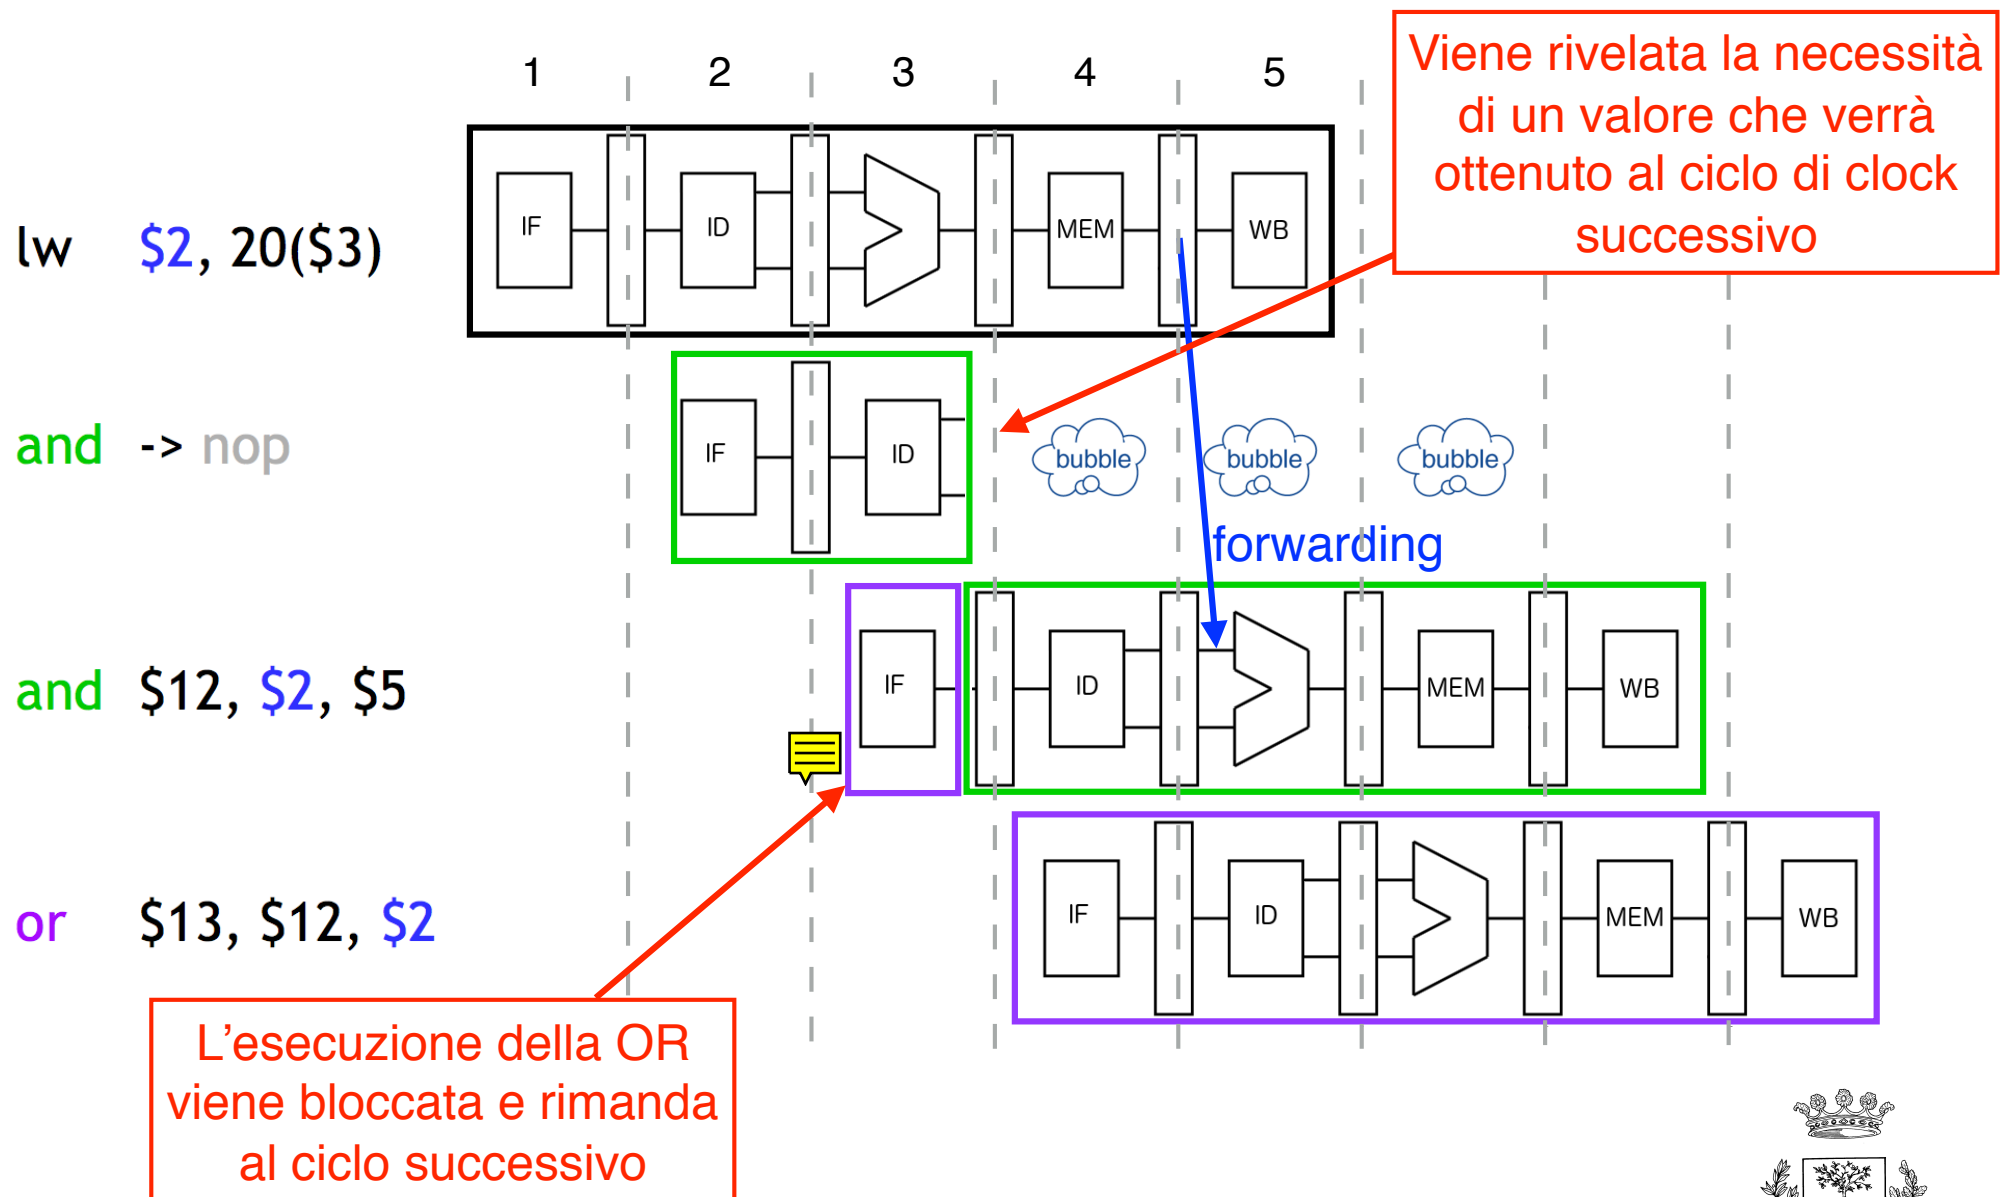 1 2 3 4 5
Viene rivelata la necessità
di un valore che verrà
ottenuto al ciclo di clock
successivo
lw $2, 20($3)
IF ID MEM WB
and -> nop
IF ID bubble bubble bubble
forwarding
and $12, $2, $5
IF ID MEM WB
or $13, $12, $2
IF ID MEM WB
L’esecuzione della OR
viene bloccata e rimanda
al ciclo successivo